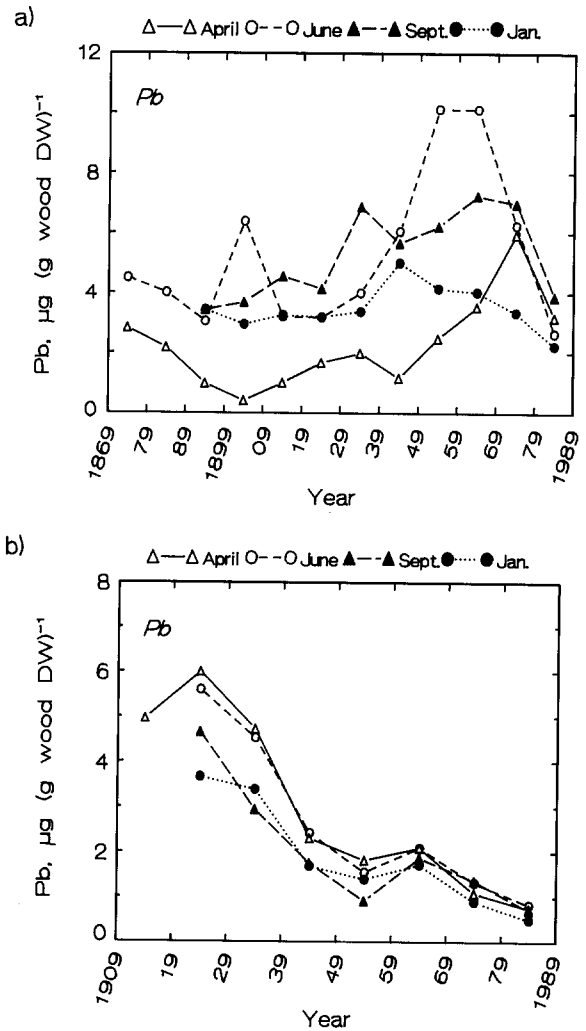 a)
April June Sept. Jan.
12
Pb
8
4
0
Pb, µg (g wood DW)⁻¹
1869 79 89 1899 09 19 29 39 49 59 69 79 1989
Year
b)
April June Sept. Jan.
8
Pb
6
4
2
0
Pb, µg (g wood DW)⁻¹
1909 19 29 39 49 59 69 79 1989
Year